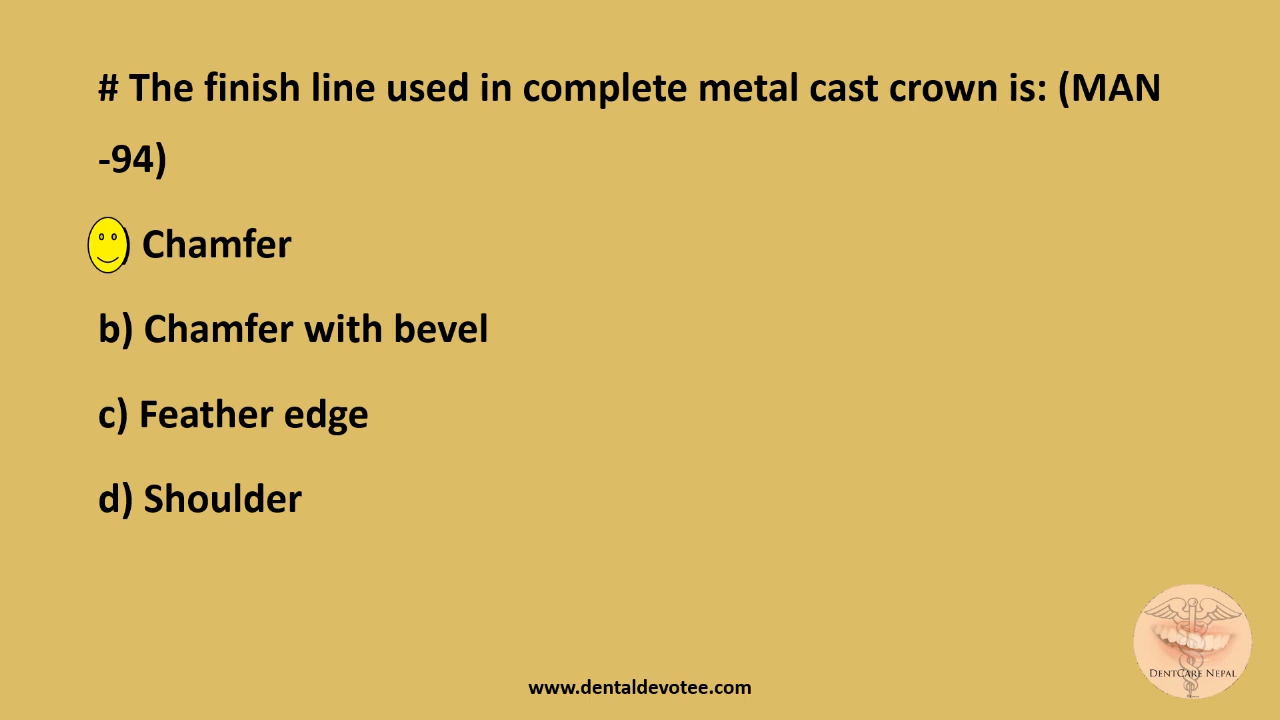 # The finish line used in complete metal cast crown is: (MAN
-94)
) Chamfer
b) Chamfer with bevel
c) Feather edge
d) Shoulder
DENTCARE NEPAL
www.dentaldevotee.com